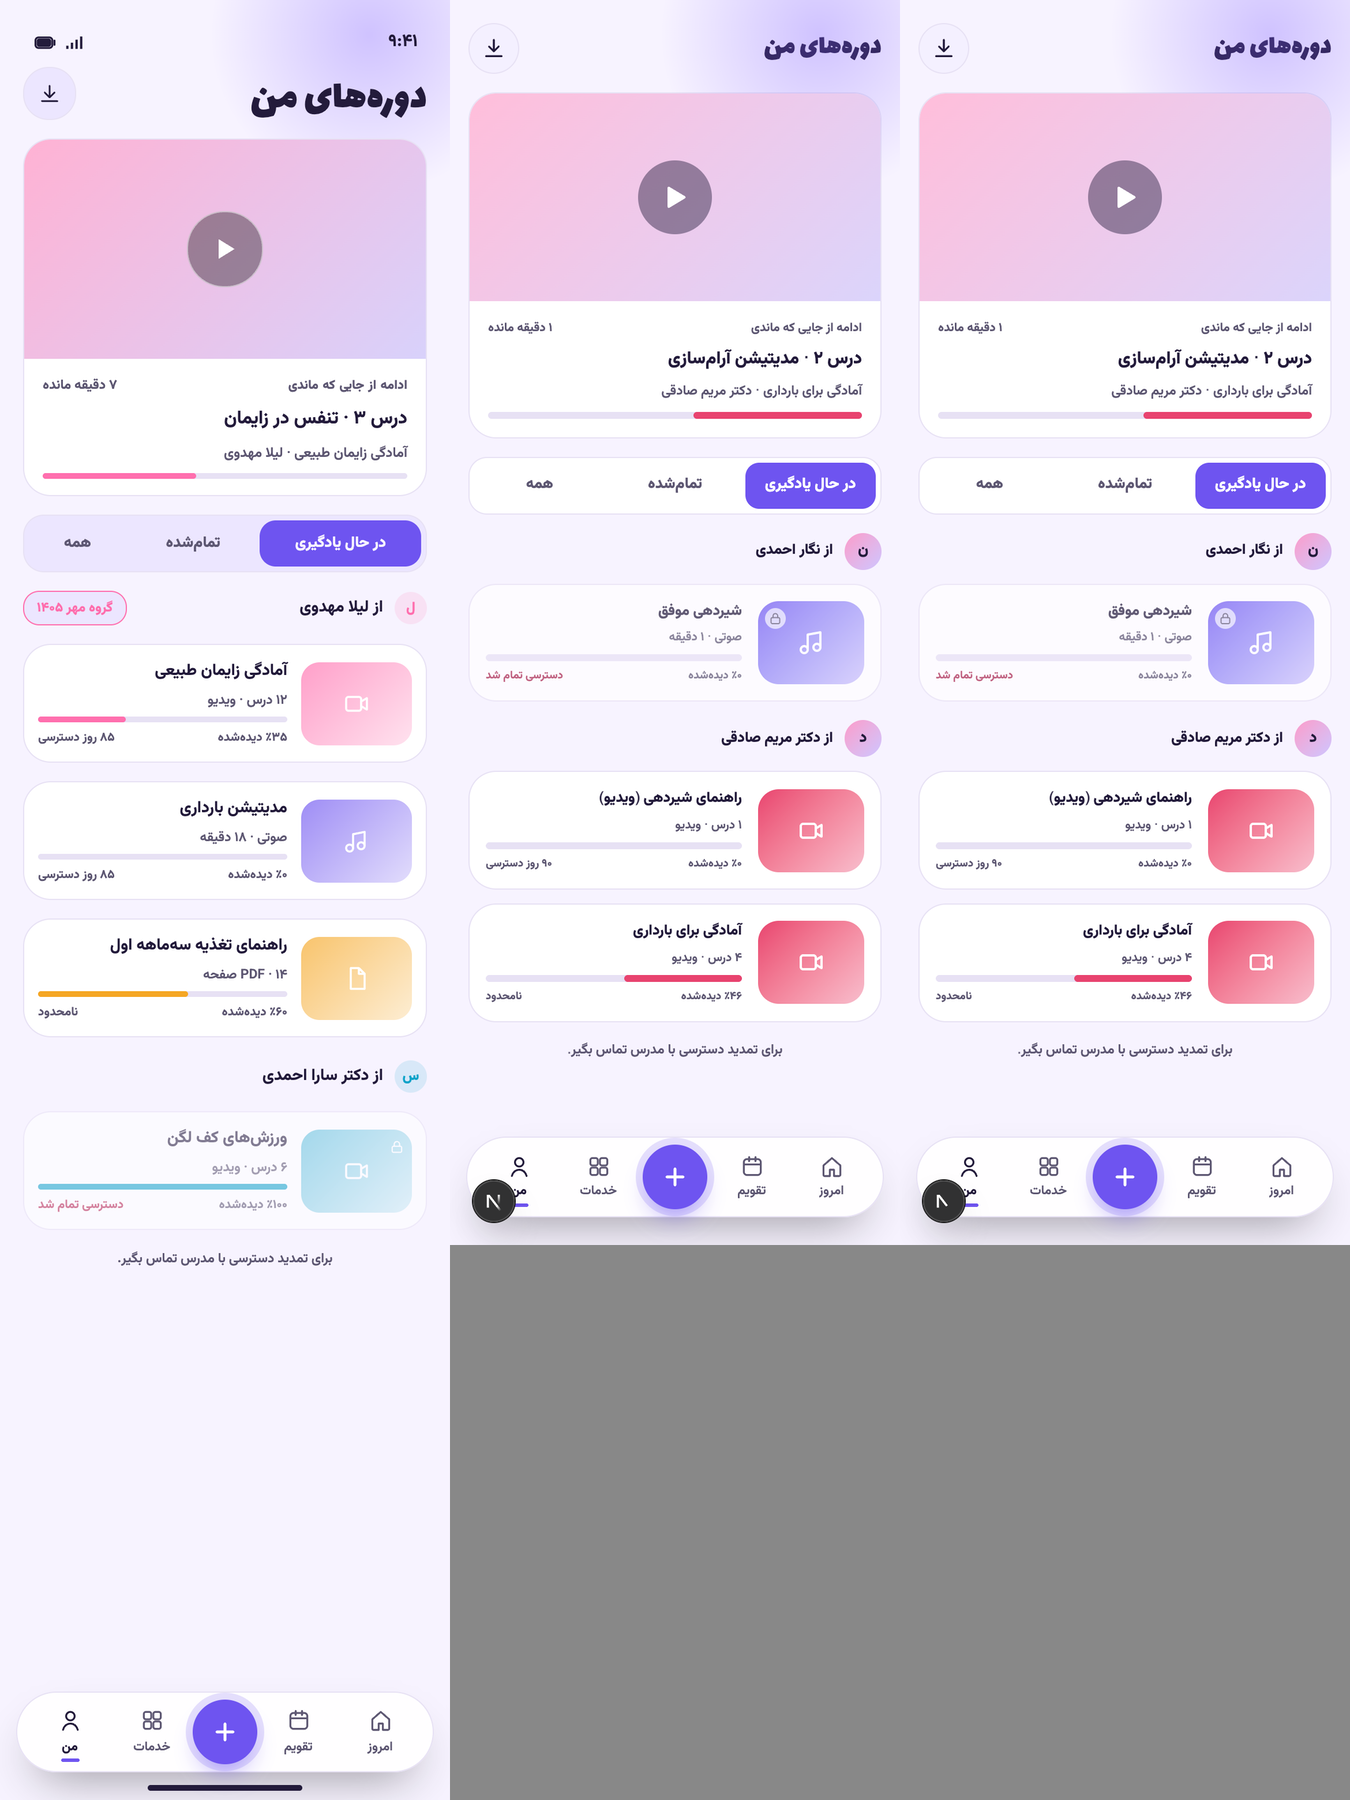 ۹:۴۱
دوره‌های من
ادامه از جایی که ماندی
۷ دقیقه مانده
درس ۳ · تنفس در زایمان
آمادگی زایمان طبیعی · لیلا مهدوی
در حال یادگیری
تمام‌شده
همه
ل
از لیلا مهدوی
گروه مهر ۱۴۰۵
آمادگی زایمان طبیعی
۱۲ درس · ویدیو
٪۳۵ دیده‌شده
۸۵ روز دسترسی
مدیتیشن بارداری
صوتی · ۱۸ دقیقه
٪۰ دیده‌شده
۸۵ روز دسترسی
راهنمای تغذیه سه‌ماهه اول
PDF · ۱۴ صفحه
٪۶۰ دیده‌شده
نامحدود
س
از دکتر سارا احمدی
ورزش‌های کف لگن
۶ درس · ویدیو
٪۱۰۰ دیده‌شده
دسترسی تمام شد
برای تمدید دسترسی با مدرس تماس بگیر.
امروز
تقویم
خدمات
من
دوره‌های من
ادامه از جایی که ماندی
۱ دقیقه مانده
درس ۲ · مدیتیشن آرام‌سازی
آمادگی برای بارداری · دکتر مریم صادقی
در حال یادگیری
تمام‌شده
همه
ن
از نگار احمدی
شیردهی موفق
صوتی · ۱ دقیقه
٪۰ دیده‌شده
دسترسی تمام شد
د
از دکتر مریم صادقی
راهنمای شیردهی (ویدیو)
۱ درس · ویدیو
٪۰ دیده‌شده
۹۰ روز دسترسی
آمادگی برای بارداری
۴ درس · ویدیو
٪۴۶ دیده‌شده
نامحدود
برای تمدید دسترسی با مدرس تماس بگیر.
امروز
تقویم
خدمات
من
N
دوره‌های من
ادامه از جایی که ماندی
۱ دقیقه مانده
درس ۲ · مدیتیشن آرام‌سازی
آمادگی برای بارداری · دکتر مریم صادقی
در حال یادگیری
تمام‌شده
همه
ن
از نگار احمدی
شیردهی موفق
صوتی · ۱ دقیقه
٪۰ دیده‌شده
دسترسی تمام شد
د
از دکتر مریم صادقی
راهنمای شیردهی (ویدیو)
۱ درس · ویدیو
٪۰ دیده‌شده
۹۰ روز دسترسی
آمادگی برای بارداری
۴ درس · ویدیو
٪۴۶ دیده‌شده
نامحدود
برای تمدید دسترسی با مدرس تماس بگیر.
امروز
تقویم
خدمات
من